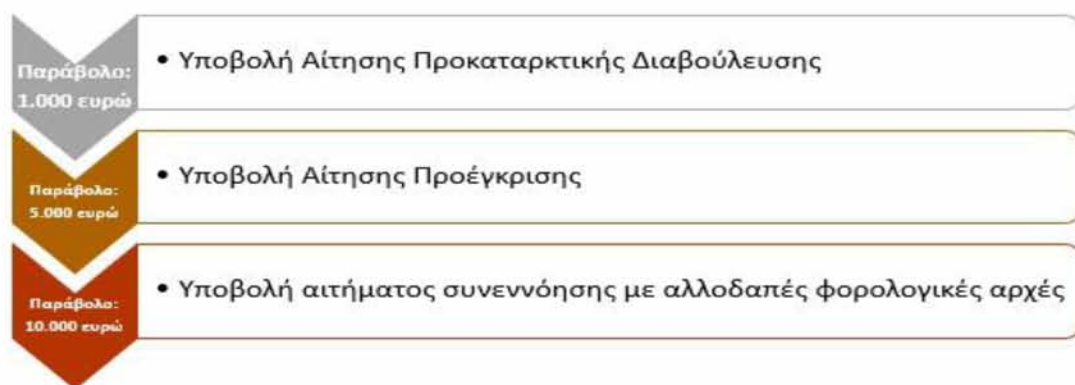 Παράβολο:
1.000 ευρώ
• Υποβολή Αίτησης Προκαταρκτικής Διαβούλευσης
Παράβολο:
5.000 ευρώ
• Υποβολή Αίτησης Προέγκρισης
Παράβολο:
10.000 ευρώ
• Υποβολή αιτήματος συνεννόησης με αλλοδαπές φορολογικές αρχές